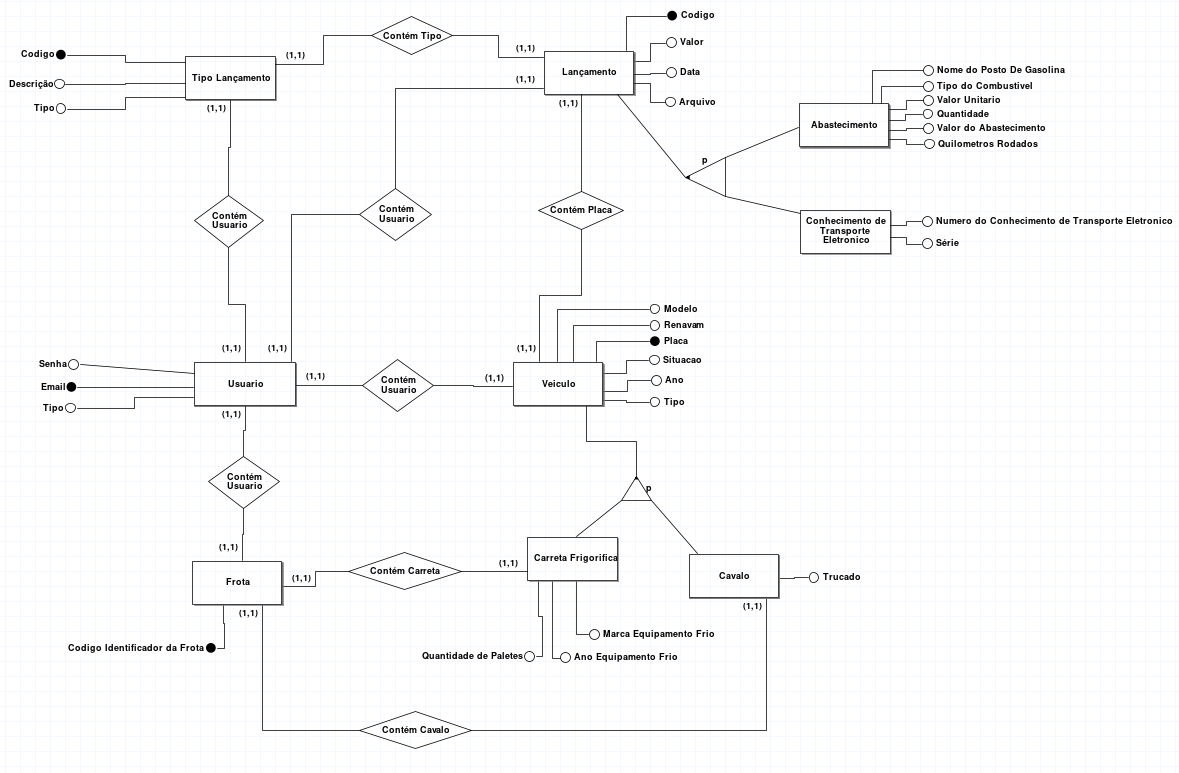 Codigo
Descrição
Tipo
Tipo Lançamento
(1,1)
(1,1)
Contém Tipo
(1,1)
(1,1)
(1,1)
Lançamento
Codigo
Valor
Data
Arquivo
p
Abastecimento
Nome do Posto De Gasolina
Tipo do Combustivel
Valor Unitario
Quantidade
Valor do Abastecimento
Quilometros Rodados
Conhecimento de
Transporte
Eletronico
Numero do Conhecimento de Transporte Eletronico
Série
Contém
Usuario
Contém
Usuario
Contém Placa
Senha
Email
Tipo
(1,1)
(1,1)
Usuario
(1,1)
(1,1)
Contém
Usuario
(1,1)
(1,1)
Veiculo
Modelo
Renavam
Placa
Situacao
Ano
Tipo
p
Contém
Usuario
(1,1)
Frota
(1,1)
(1,1)
Codigo Identificador da Frota
Contém Carreta
(1,1)
Carreta Frigorifica
Quantidade de Paletes
Marca Equipamento Frio
Ano Equipamento Frio
Cavalo
Trucado
(1,1)
Contém Cavalo